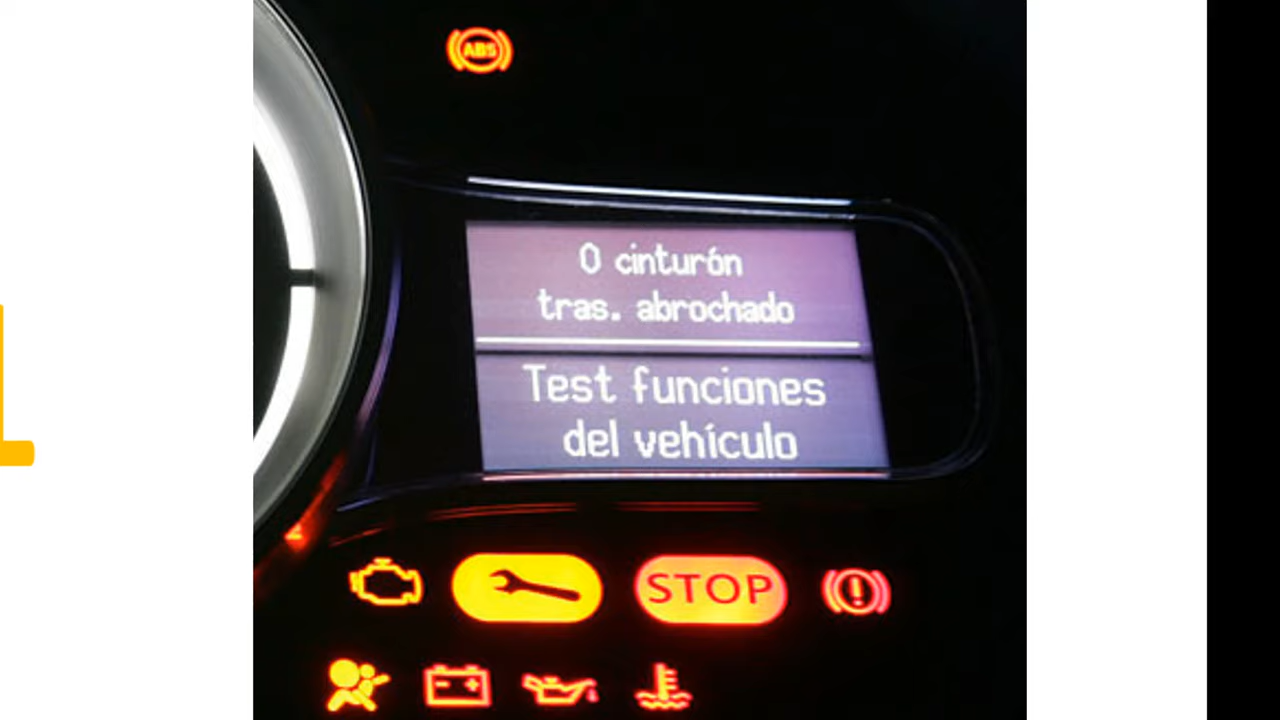 ABS
0 cinturón
tras. abrochado
Test funciones
del vehículo
STOP